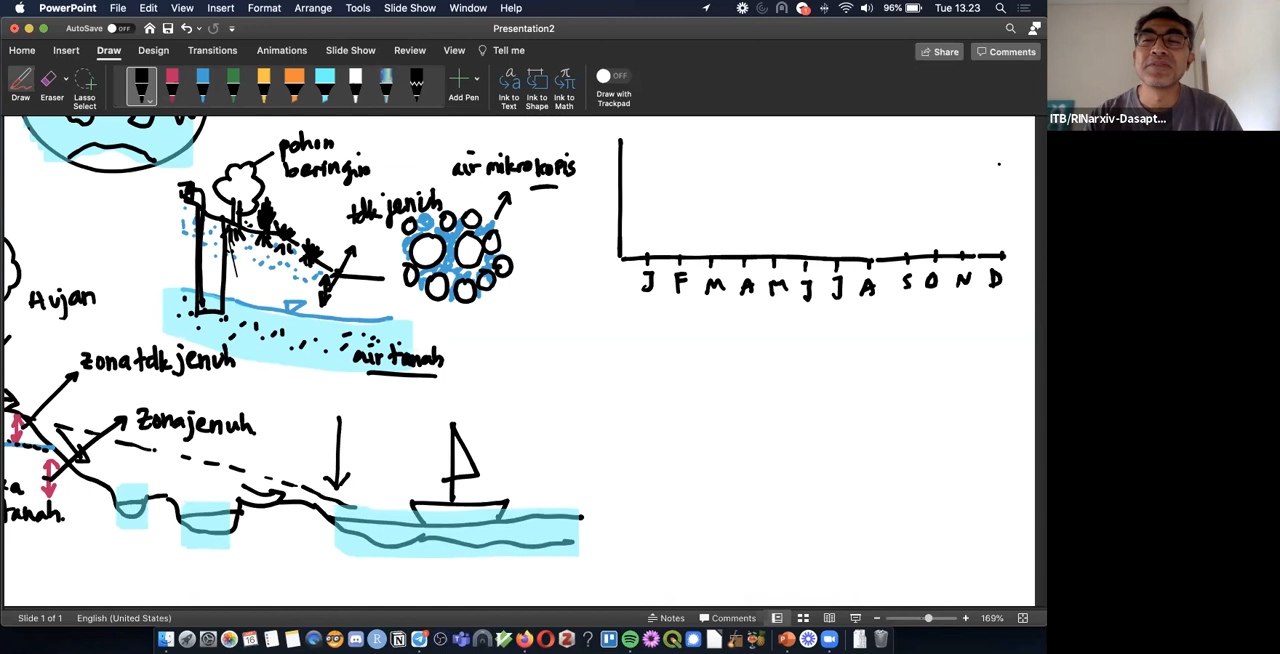 PowerPoint File Edit View Insert Format Arrange Tools Slide Show Window Help 96% Tue 13.23
AutoSave OFF Presentation2
Home Insert Draw Design Transitions Animations Slide Show Review View Tell me Share Comments
Draw Eraser Lasso Select Add Pen Ink to Text Ink to Shape Ink to Math OFF Draw with Trackpad
ITB/RINarxiv-Dasapt...
pohon
beringin
air mikroskopis
tdk jenuh
J F M A M J J A S O N D
Hujan
air tanah
zona tdk jenuh
Zona jenuh
tanah.
Slide 1 of 1 English (United States) Notes Comments 169%